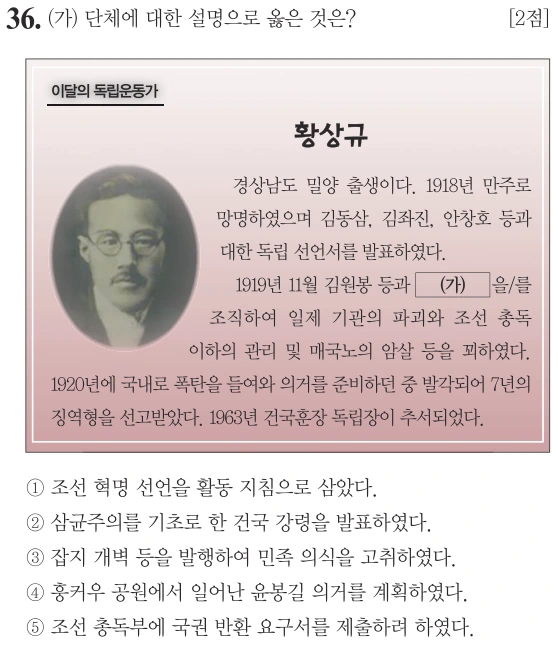 36. (가) 단체에 대한 설명으로 옳은 것은? [2점]
이달의 독립운동가
황상규
경상남도 밀양 출생이다. 1918년 만주로
망명하였으며 김동삼, 김좌진, 안창호 등과
대한 독립 선언서를 발표하였다.
1919년 11월 김원봉 등과 (가) 을/를
조직하여 일제 기관의 파괴와 조선 총독
이하의 관리 및 매국노의 암살 등을 꾀하였다.
1920년에 국내로 폭탄을 들여와 의거를 준비하던 중 발각되어 7년의
징역형을 선고받았다. 1963년 건국훈장 독립장이 추서되었다.
① 조선 혁명 선언을 활동 지침으로 삼았다.
② 삼균주의를 기초로 한 건국 강령을 발표하였다.
③ 잡지 개벽 등을 발행하여 민족 의식을 고취하였다.
④ 훙커우 공원에서 일어난 윤봉길 의거를 계획하였다.
⑤ 조선 총독부에 국권 반환 요구서를 제출하려 하였다.